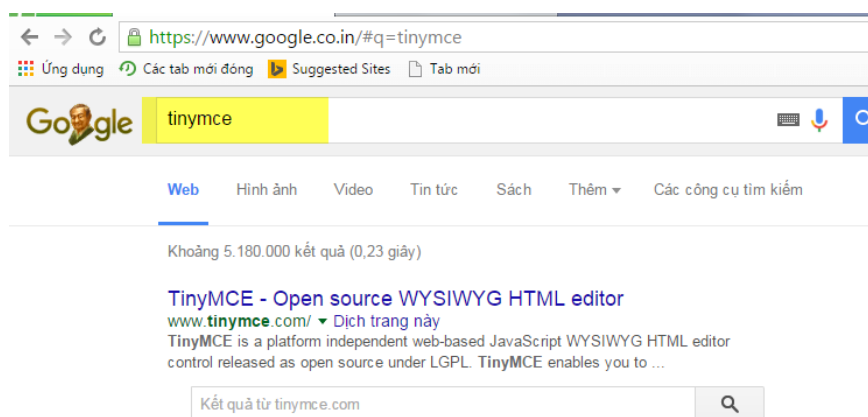 https://www.google.co.in/#q=tinymce
Ứng dụng Các tab mới đóng Suggested Sites Tab mới
Google tinymce
Web Hình ảnh Video Tin tức Sách Thêm Các công cụ tìm kiếm
Khoảng 5.180.000 kết quả (0,23 giây)
TinyMCE - Open source WYSIWYG HTML editor
www.tinymce.com/ Dịch trang này
TinyMCE is a platform independent web-based JavaScript WYSIWYG HTML editor
control released as open source under LGPL. TinyMCE enables you to ...
Kết quả từ tinymce.com